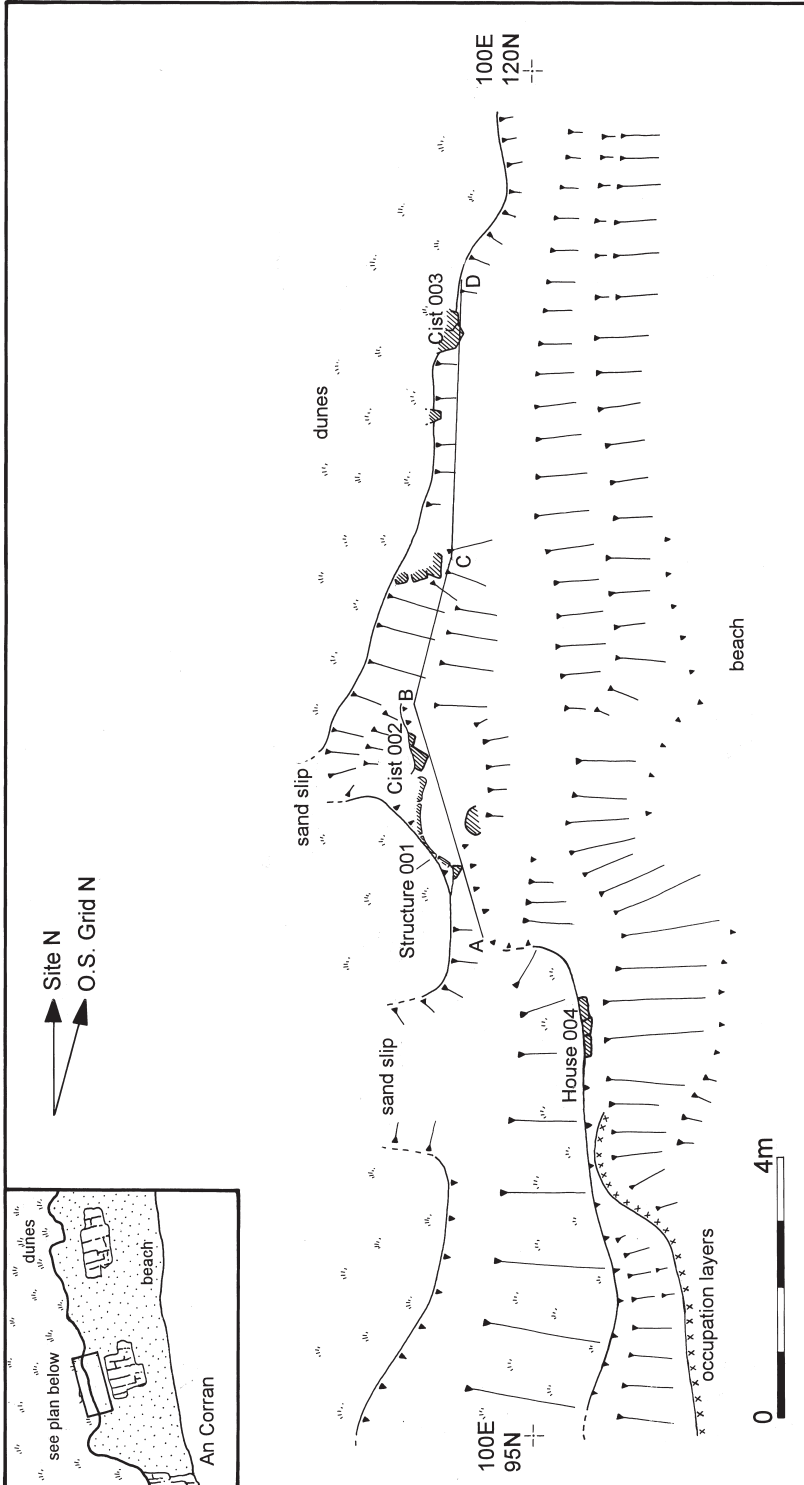 dunes
see plan below
beach
An Corran
Site N
O.S. Grid N
100E
120N
dunes
Cist 003
D
C
B
Cist 002
sand slip
Structure 001
A
sand slip
House 004
beach
occupation layers
100E
95N
0
4m